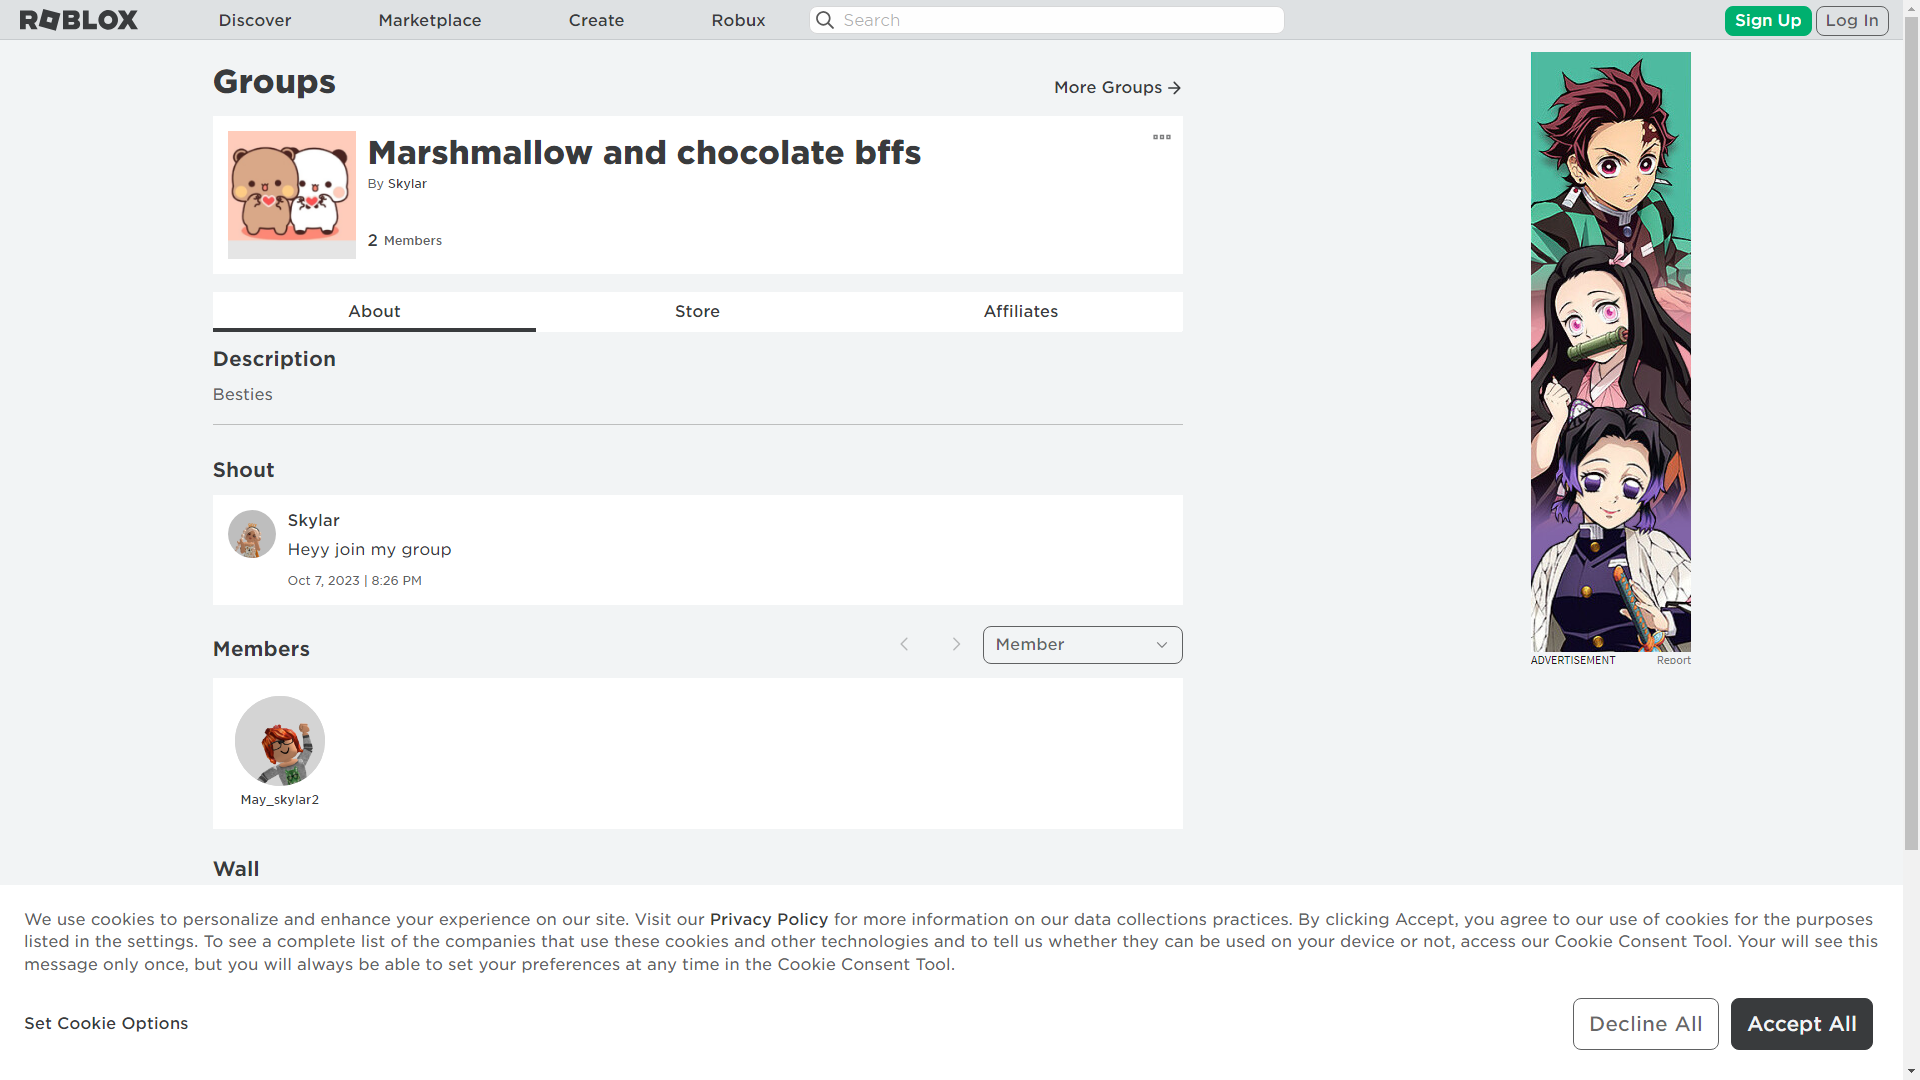 ROBLOX
Discover
Marketplace
Create
Robux
Search
Sign Up
Log In
Groups
More Groups
Marshmallow and chocolate bffs
By Skylar
2 Members
About
Store
Affiliates
Description
Besties
Shout
Skylar
Heyy join my group
Oct 7, 2023 | 8:26 PM
Members
Member
May_skylar2
Wall
ADVERTISEMENT
Report
We use cookies to personalize and enhance your experience on our site. Visit our Privacy Policy for more information on our data collections practices. By clicking Accept, you agree to our use of cookies for the purposes
listed in the settings. To see a complete list of the companies that use these cookies and other technologies and to tell us whether they can be used on your device or not, access our Cookie Consent Tool. Your will see this
message only once, but you will always be able to set your preferences at any time in the Cookie Consent Tool.
Set Cookie Options
Decline All
Accept All